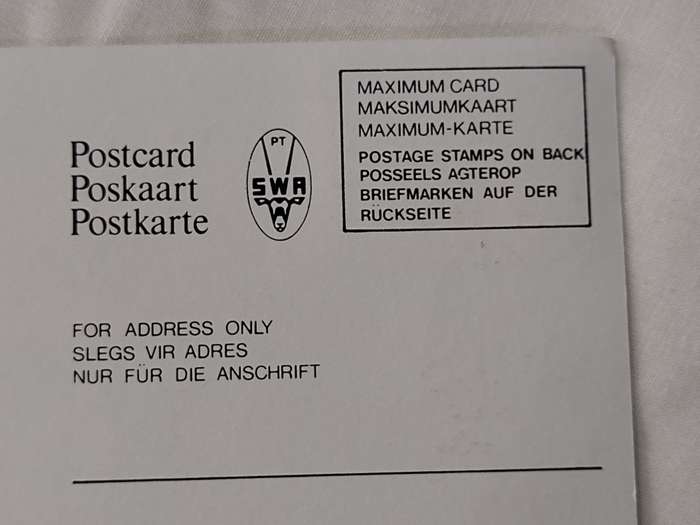 Postcard
Poskaart
Postkarte
PT
SWA
MAXIMUM CARD
MAKSIMUMKAART
MAXIMUM-KARTE
POSTAGE STAMPS ON BACK
POSSEELS AGTEROP
BRIEFMARKEN AUF DER
RÜCKSEITE
FOR ADDRESS ONLY
SLEGS VIR ADRES
NUR FÜR DIE ANSCHRIFT